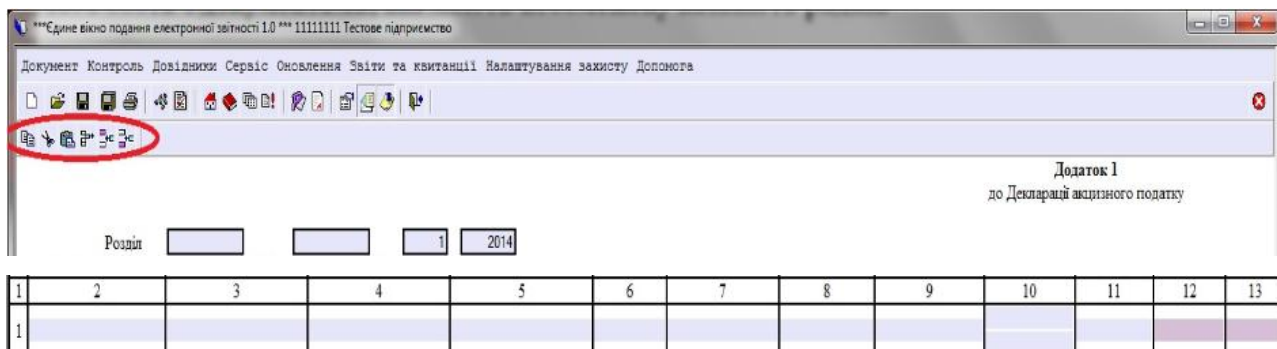 ***Єдине вікно подання електронної звітності 1.0 *** 11111111 Тестове підприємство
Документ Контроль Довідники Сервіс Оновлення Звіти та квитанції Налаштування захисту Допомога
Додаток 1
до Декларації акцизного податку
Розділ 1 2014
1 2 3 4 5 6 7 8 9 10 11 12 13
1